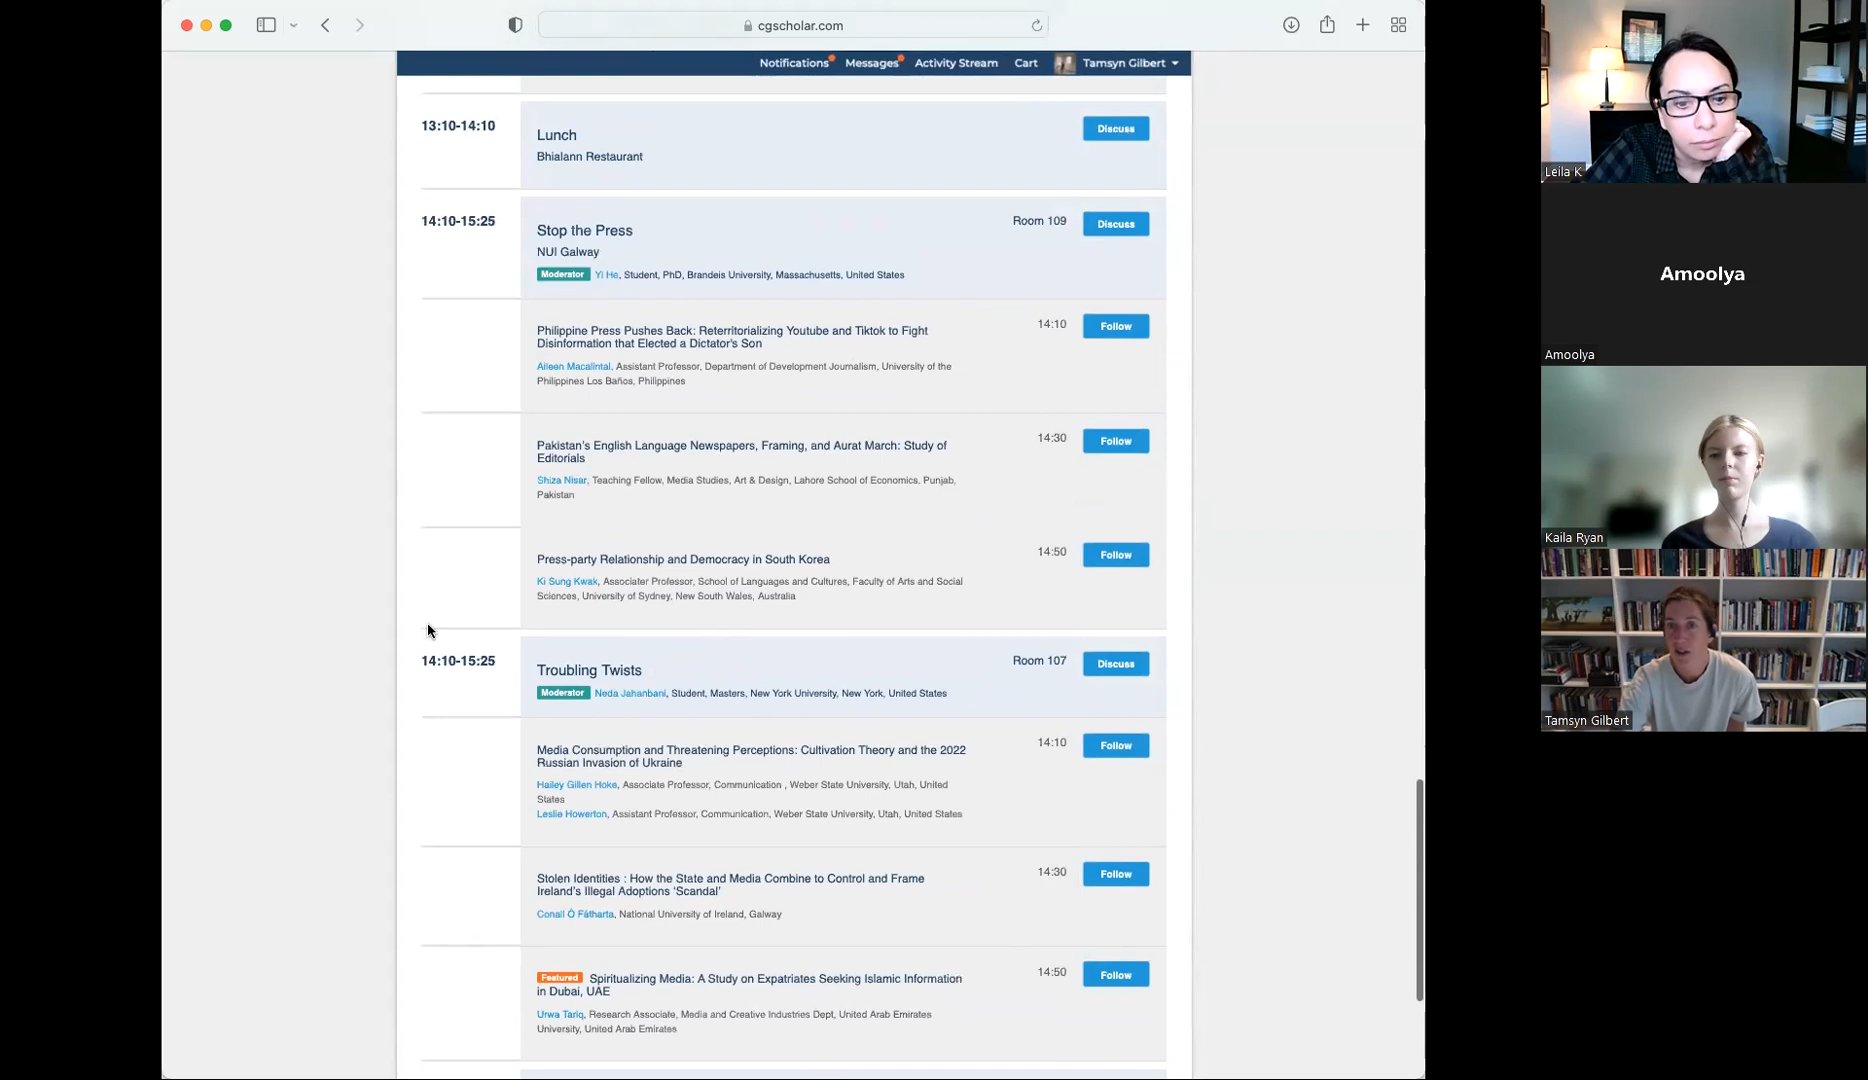 cgscholar.com
Notifications Messages Activity Stream Cart Tamsyn Gilbert
13:10-14:10
Lunch
Discuss
Bhialann Restaurant
14:10-15:25
Stop the Press
Room 109
Discuss
NUI Galway
Moderator Yi He, Student, PhD, Brandeis University, Massachusetts, United States
Philippine Press Pushes Back: Reterritorializing Youtube and Tiktok to Fight
Disinformation that Elected a Dictator's Son
14:10
Follow
Aileen Macalintal, Assistant Professor, Department of Development Journalism, University of the
Philippines Los Baños, Philippines
Pakistan's English Language Newspapers, Framing, and Aurat March: Study of
Editorials
14:30
Follow
Shiza Nisar, Teaching Fellow, Media Studies, Art & Design, Lahore School of Economics, Punjab,
Pakistan
Press-party Relationship and Democracy in South Korea
14:50
Follow
Ki Sung Kwak, Associater Professor, School of Languages and Cultures, Faculty of Arts and Social
Sciences, University of Sydney, New South Wales, Australia
14:10-15:25
Troubling Twists
Room 107
Discuss
Moderator Neda Jahanbani, Student, Masters, New York University, New York, United States
Media Consumption and Threatening Perceptions: Cultivation Theory and the 2022
Russian Invasion of Ukraine
14:10
Follow
Hailey Gillen Hoke, Associate Professor, Communication , Weber State University, Utah, United
States
Leslie Howerton, Assistant Professor, Communication, Weber State University, Utah, United States
Stolen Identities : How the State and Media Combine to Control and Frame
Ireland's Illegal Adoptions 'Scandal'
14:30
Follow
Conall Ó Fátharta, National University of Ireland, Galway
Featured Spiritualizing Media: A Study on Expatriates Seeking Islamic Information
in Dubai, UAE
14:50
Follow
Urwa Tariq, Research Associate, Media and Creative Industries Dept, United Arab Emirates
University, United Arab Emirates
Leila K
Amoolya
Amoolya
Kaila Ryan
Tamsyn Gilbert